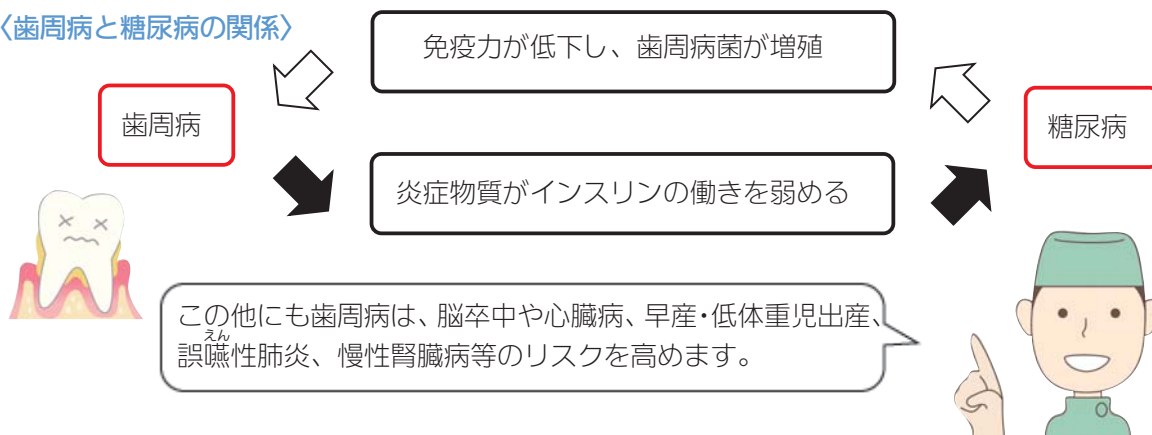 〈歯周病と糖尿病の関係〉
免疫力が低下し、歯周病菌が増殖
歯周病
糖尿病
炎症物質がインスリンの働きを弱める
この他にも歯周病は、脳卒中や心臓病、早産・低体重児出産、
えん
誤嚥性肺炎、慢性腎臓病等のリスクを高めます。